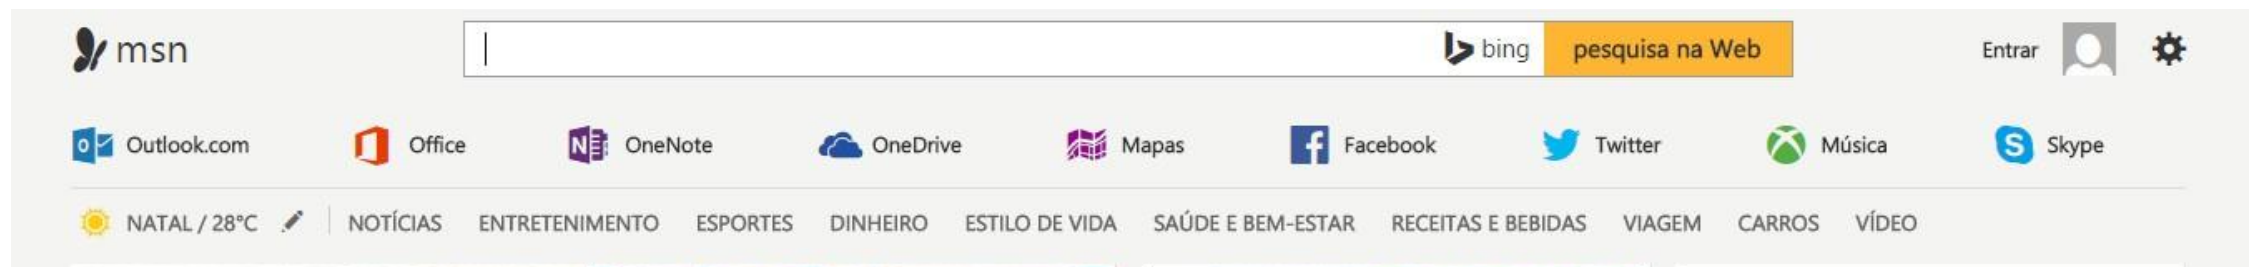 msn bing pesquisa na Web Entrar
Outlook.com Office OneNote OneDrive Mapas Facebook Twitter Música Skype
NATAL / 28°C NOTÍCIAS ENTRETENIMENTO ESPORTES DINHEIRO ESTILO DE VIDA SAÚDE E BEM-ESTAR RECEITAS E BEBIDAS VIAGEM CARROS VÍDEO